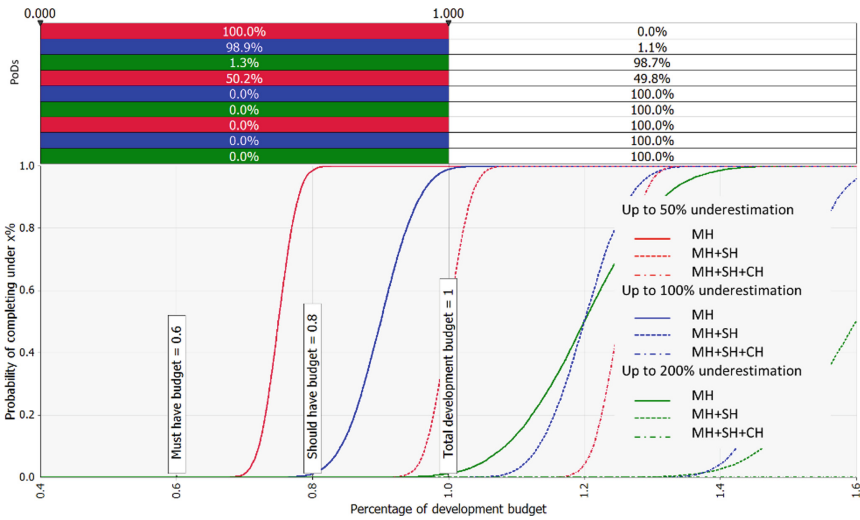 0.000 1.000
100.0% 0.0%
98.9% 1.1%
1.3% 98.7%
50.2% 49.8%
0.0% 100.0%
0.0% 100.0%
0.0% 100.0%
0.0% 100.0%
0.0% 100.0%
PoDs
Probability of completing under x%
1.0
0.8
0.6
0.4
0.2
0.0
Must have budget = 0.6
Should have budget = 0.8
Total development budget = 1
Up to 50% underestimation
MH
MH+SH
MH+SH+CH
Up to 100% underestimation
MH
MH+SH
MH+SH+CH
Up to 200% underestimation
MH
MH+SH
MH+SH+CH
0.4 0.6 0.8 1.0 1.2 1.4 1.6
Percentage of development budget